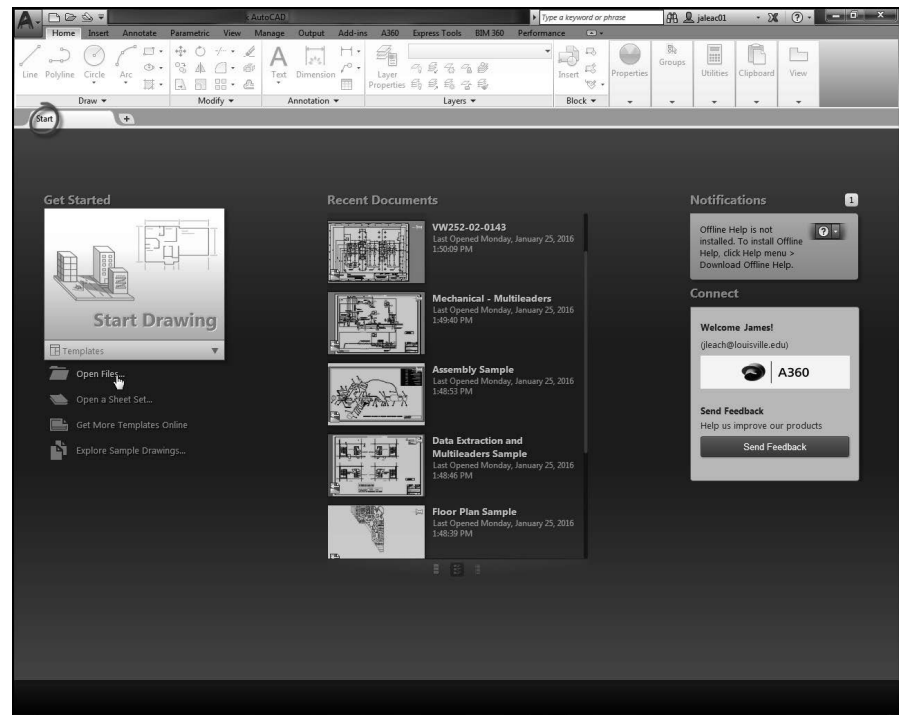 A
AutoCAD
Type a keyword or phrase
jaleac01
Home Insert Annotate Parametric View Manage Output Add-ins A360 Express Tools BIM 360 Performance
Line Polyline Circle Arc
Text Dimension
Layer Properties
Insert
Properties
Groups
Utilities
Clipboard
View
Draw Modify Annotation Layers Block
Start
Get Started
Start Drawing
Templates
Open Files...
Open a Sheet Set...
Get More Templates Online
Explore Sample Drawings...
Recent Documents
VW252-02-0143
Last Opened Monday, January 25, 2016
1:50:09 PM
Mechanical - Multileaders
Last Opened Monday, January 25, 2016
1:49:40 PM
Assembly Sample
Last Opened Monday, January 25, 2016
1:48:53 PM
Data Extraction and
Multileaders Sample
Last Opened Monday, January 25, 2016
1:48:46 PM
Floor Plan Sample
Last Opened Monday, January 25, 2016
1:48:39 PM
Notifications 1
Offline Help is not
installed. To install Offline
Help, click Help menu >
Download Offline Help.
Connect
Welcome James!
(jleach@louisville.edu)
A360
Send Feedback
Help us improve our products
Send Feedback